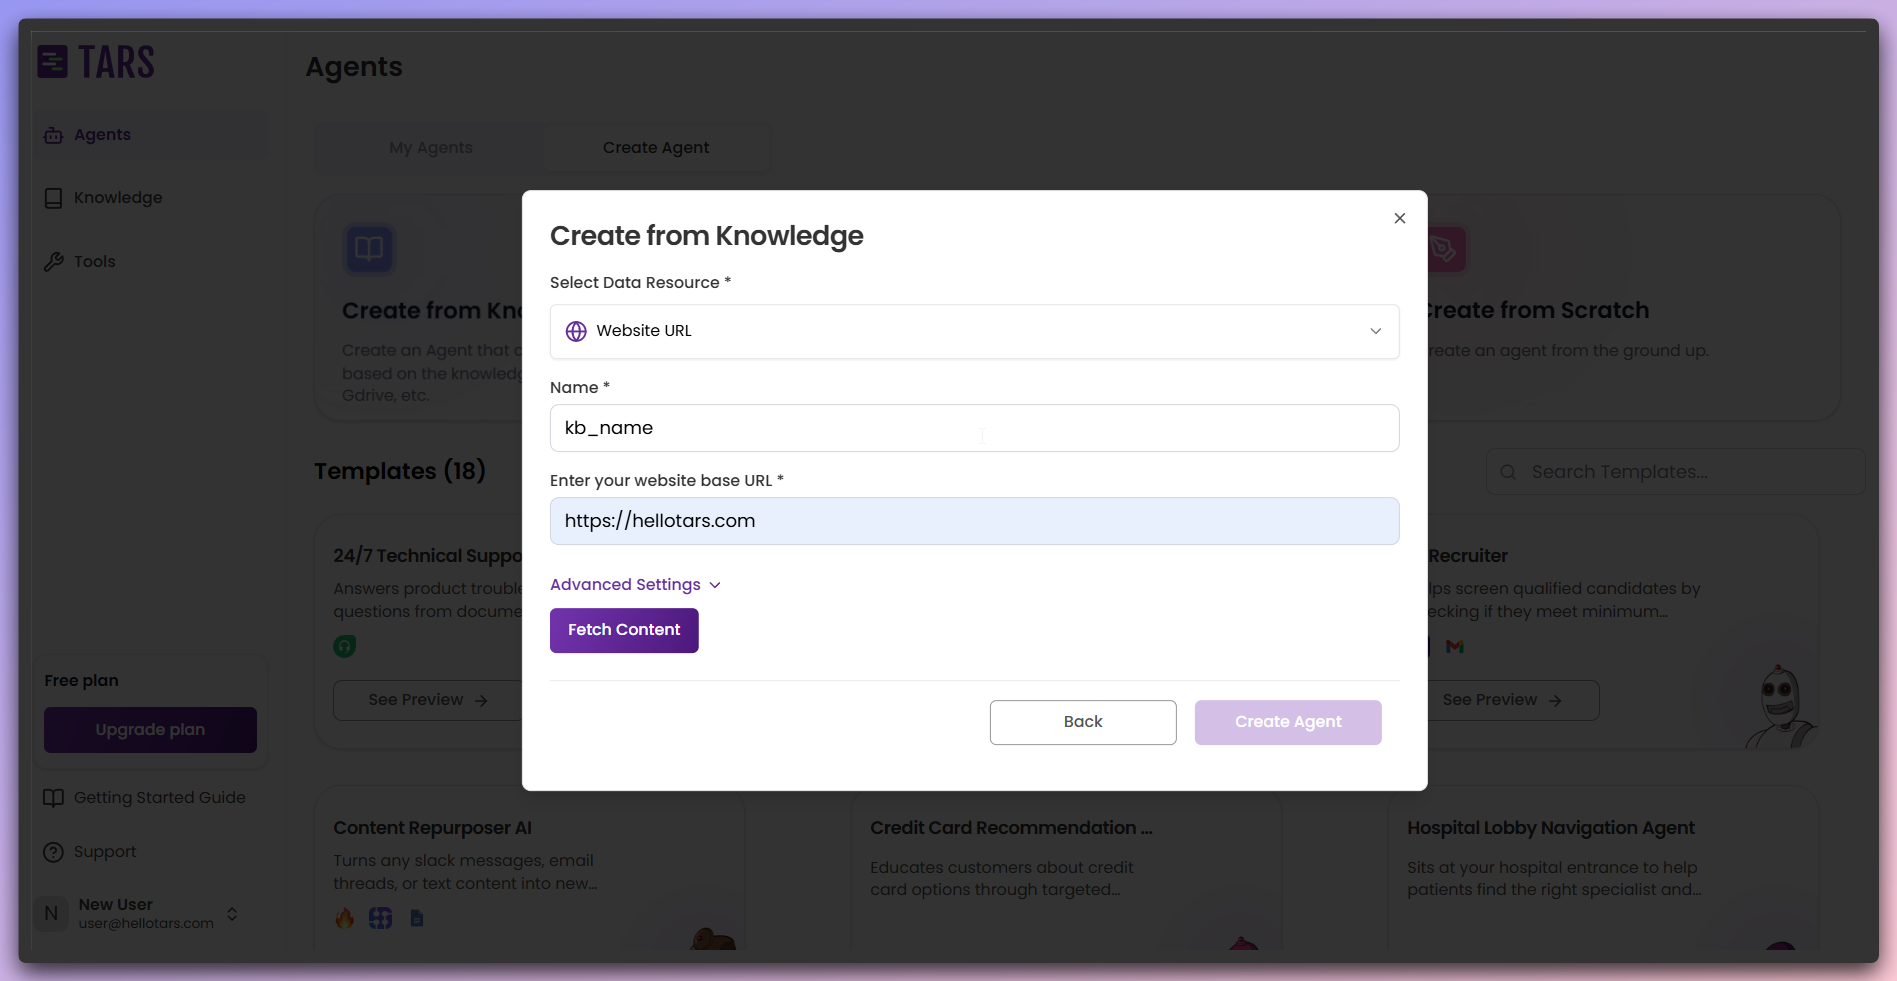 TARS
Agents
Knowledge
Tools
Free plan
Upgrade plan
Getting Started Guide
Support
N
New User
user@hellotars.com
Agents
My Agents
Create Agent
Create from Kno
Create an Agent that
based on the knowledg
Gdrive, etc.
Create from Scratch
reate an agent from the ground up.
Templates (18)
Search Templates...
24/7 Technical Suppo
Answers product trouble
questions from docume
See Preview
Recruiter
lps screen qualified candidates by
ecking if they meet minimum...
See Preview
Content Repurposer AI
Turns any slack messages, email
threads, or text content into new...
Credit Card Recommendation ...
Educates customers about credit
card options through targeted...
Hospital Lobby Navigation Agent
Sits at your hospital entrance to help
patients find the right specialist and...
Create from Knowledge
Select Data Resource *
Website URL
Name *
kb_name
Enter your website base URL *
https://hellotars.com
Advanced Settings
Fetch Content
Back
Create Agent